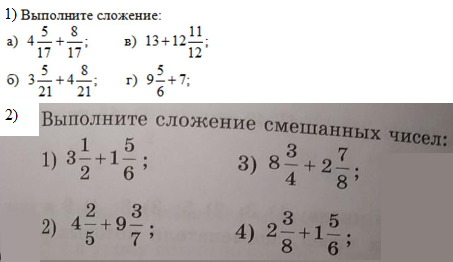 1) Выполните сложение:
а) 4 5/17 + 8/17; в) 13 + 12 11/12;
б) 3 5/21 + 4 8/21; г) 9 5/6 + 7;
2) Выполните сложение смешанных чисел:
1) 3 1/2 + 1 5/6; 3) 8 3/4 + 2 7/8;
2) 4 2/5 + 9 3/7; 4) 2 3/8 + 1 5/6;